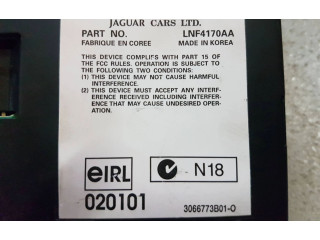 JAGUAR CARS LTD.
PART NO. LNF4170AA
FABRIQUE EN COREE MADE IN KOREA
THIS DEVICE COMPLIES WITH PART 15 OF
THE FCC RULES. OPERATION IS SUBJECT TO
THE FOLLOWING TWO CONDITIONS:
(1) THIS DEVICE MAY NOT CAUSE HARMFUL
INTERFERENCE.
(2) THIS DEVICE MUST ACCEPT ANY INTERFER-
ENCE RECEIVED INCLUDING INTERFER-
ENCE THAT MAY CAUSE UNDESIRED OPER-
ATION.
eIRL N18
020101 3066773B01-O